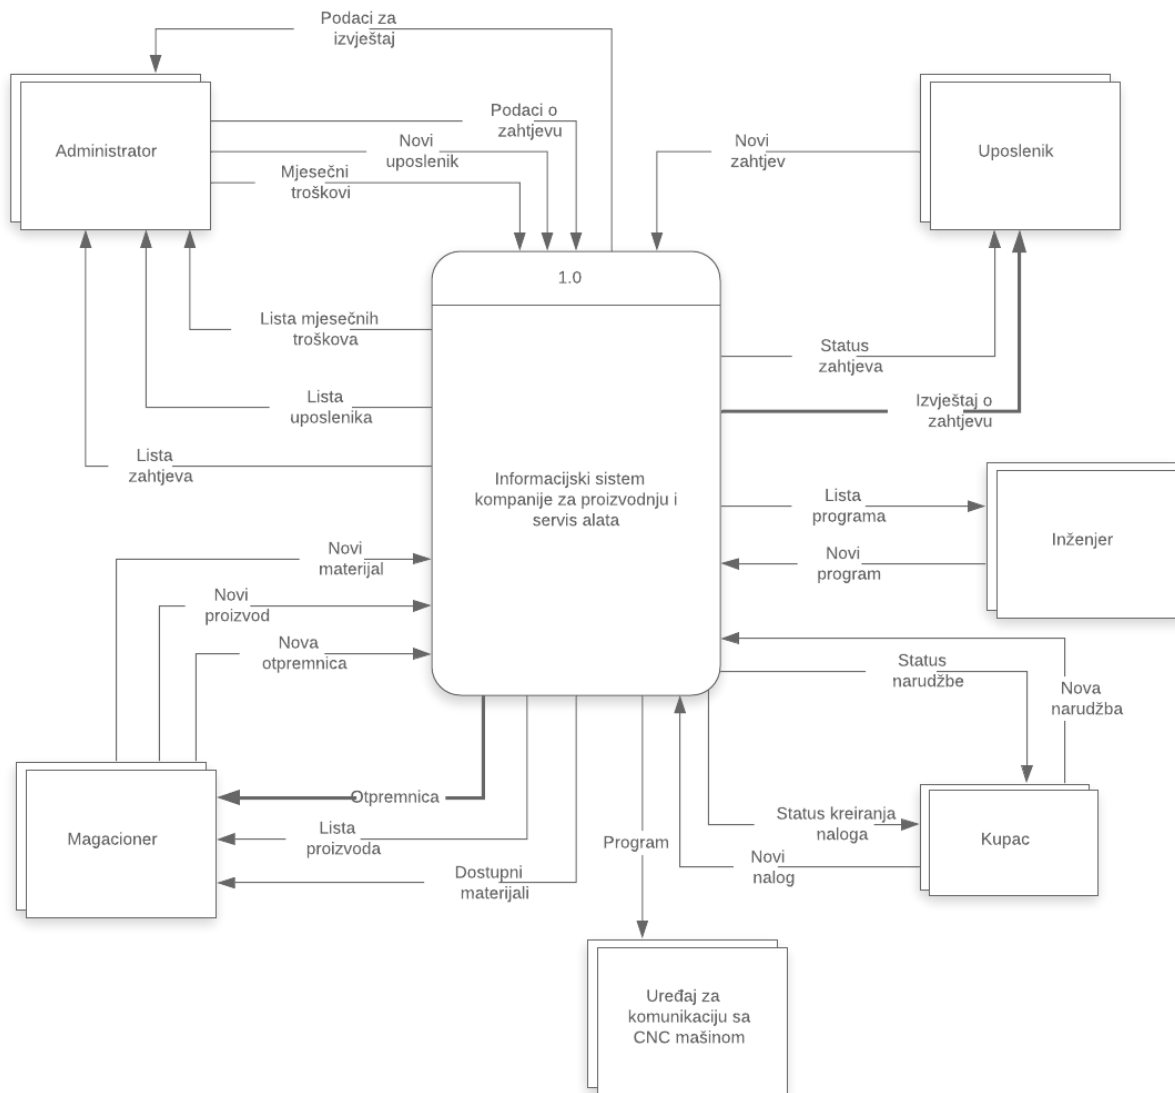 Podaci za
izvještaj
Administrator
Podaci o
zahtjevu
Novi
uposlenik
Mjesečni
troškovi
Novi
zahtjev
Uposlenik
1.0
Lista mjesečnih
troškova
Lista
uposlenika
Lista
zahtjeva
Status
zahtjeva
Izvještaj o
zahtjevu
Informacijski sistem
kompanije za proizvodnju i
servis alata
Lista
programa
Novi
program
Inženjer
Novi
materijal
Novi
proizvod
Nova
otpremnica
Status
narudžbe
Nova
narudžba
Magacioner
Otpremnica
Lista
proizvoda
Dostupni
materijali
Program
Status kreiranja
naloga
Novi
nalog
Kupac
Uređaj za
komunikaciju sa
CNC mašinom